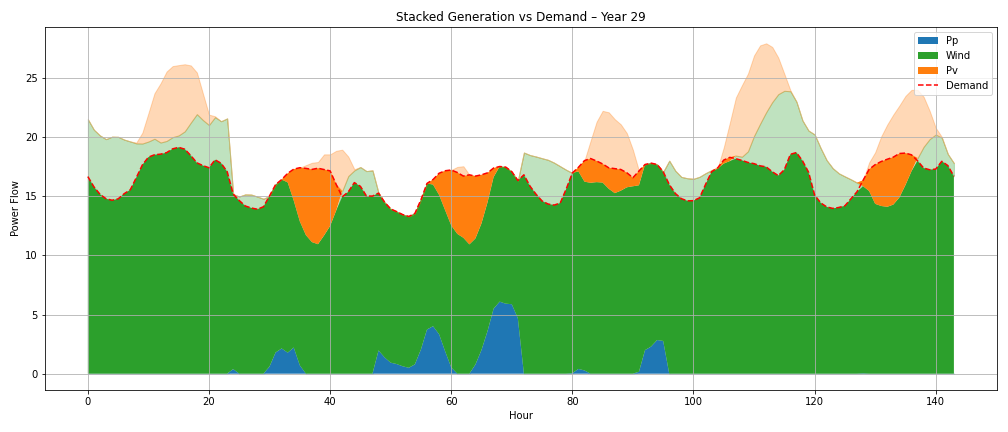 Stacked Generation vs Demand – Year 29
Pp
Wind
Pv
Demand
Power Flow
25
20
15
10
5
0
0 20 40 60 80 100 120 140
Hour